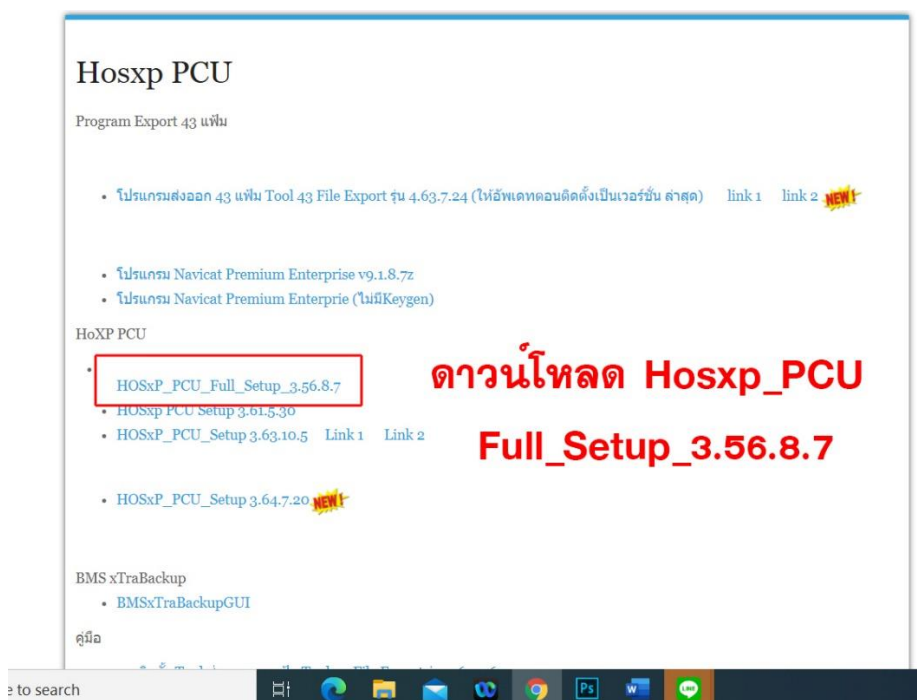 Hosxp PCU
Program Export 43 แฟ้ม
โปรแกรมส่งออก 43 แฟ้ม Tool 43 File Export รุ่น 4.63.7.24 (ให้อัพเดทตอนติดตั้งเป็นเวอร์ชั่น ล่าสุด) link 1 link 2 NEW!
โปรแกรม Navicat Premium Enterprise v9.1.8.7z
โปรแกรม Navicat Premium Enterprie (ไม่มีKeygen)
HoXP PCU
HOSxP_PCU_Full_Setup_3.56.8.7
ดาวน์โหลด Hosxp_PCU
Full_Setup_3.56.8.7
HOSxp PCU Setup 3.61.5.30
HOSxP_PCU_Setup 3.63.10.5 Link 1 Link 2
HOSxP_PCU_Setup 3.64.7.20 NEW!
BMS xTraBackup
BMSxTraBackupGUI
คู่มือ
e to search
Ps
W
LINE